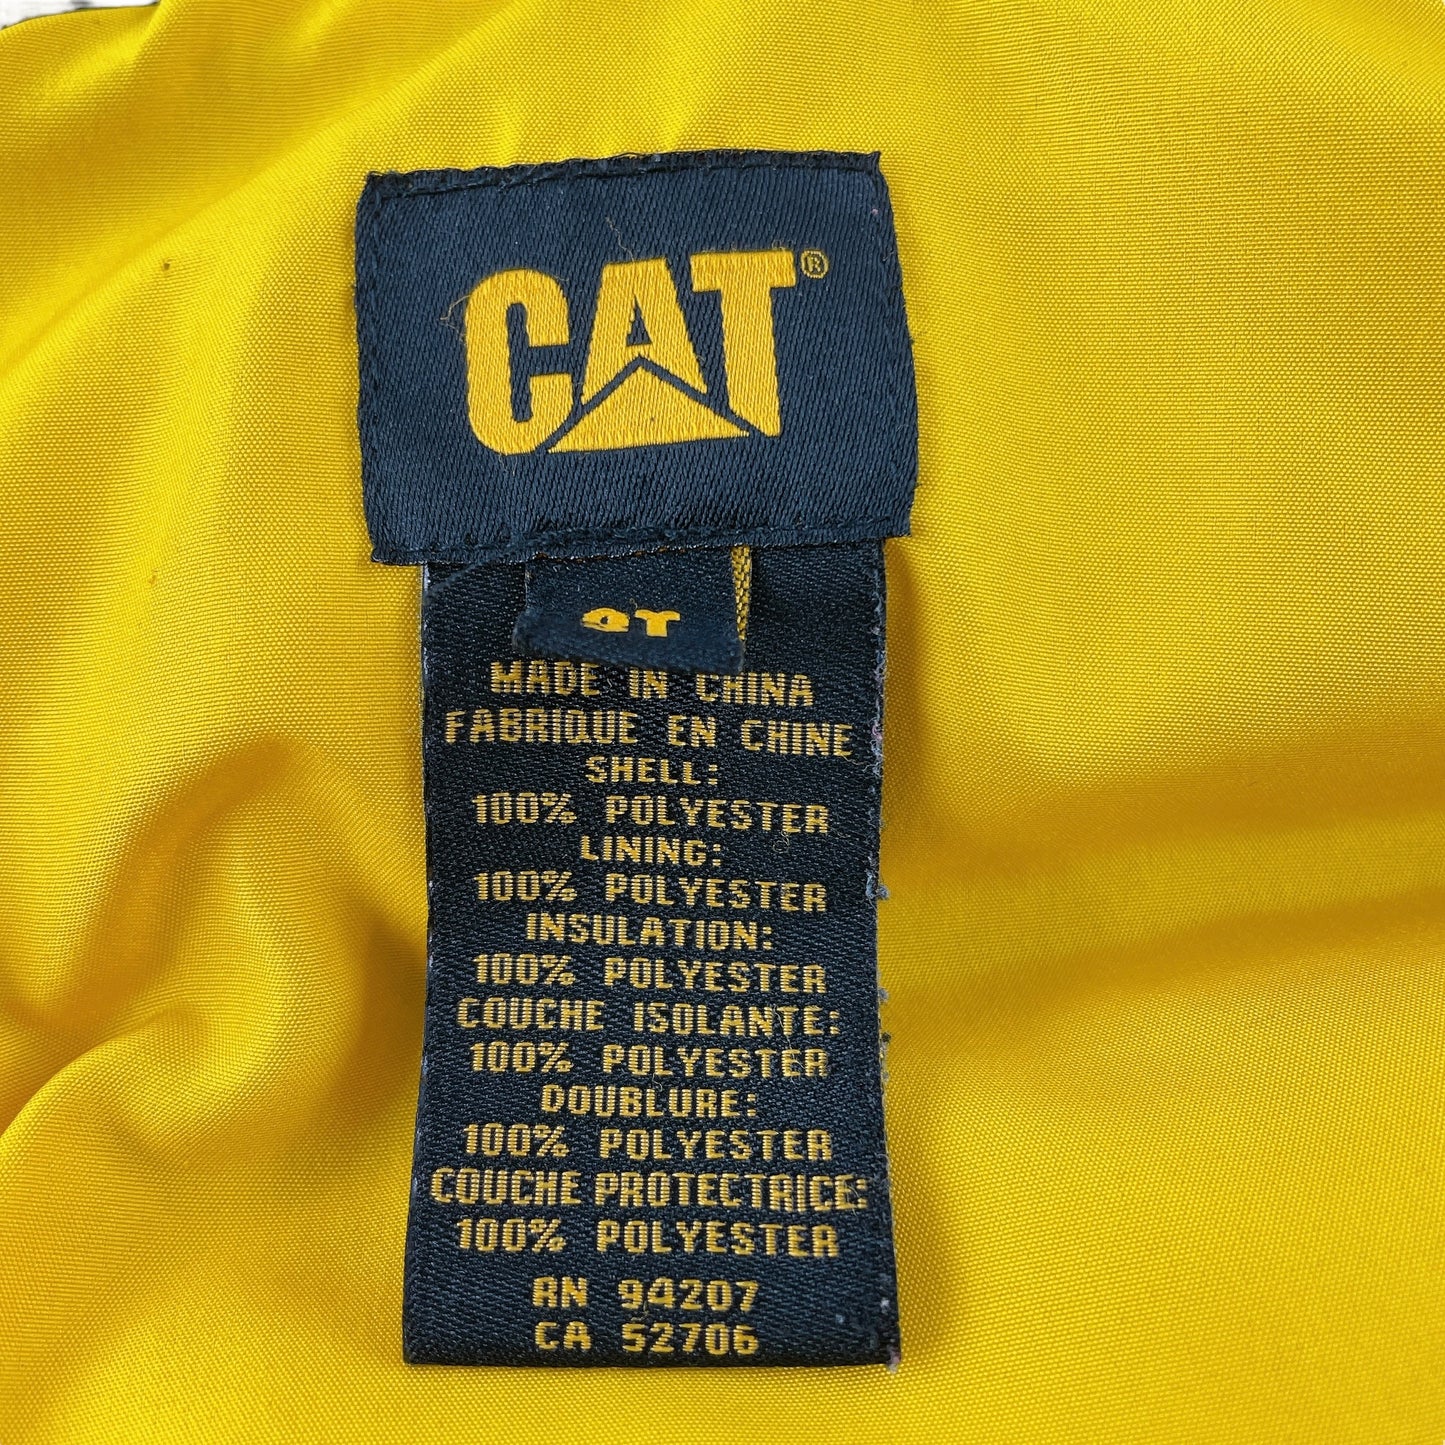 CAT®
MADE IN CHINA
FABRIQUE EN CHINE
SHELL:
100% POLYESTER
LINING:
100% POLYESTER
INSULATION:
100% POLYESTER
COUCHE ISOLANTE:
100% POLYESTER
DOUBLURE:
100% POLYESTER
COUCHE PROTECTRICE:
100% POLYESTER
RN 94207
CA 52706